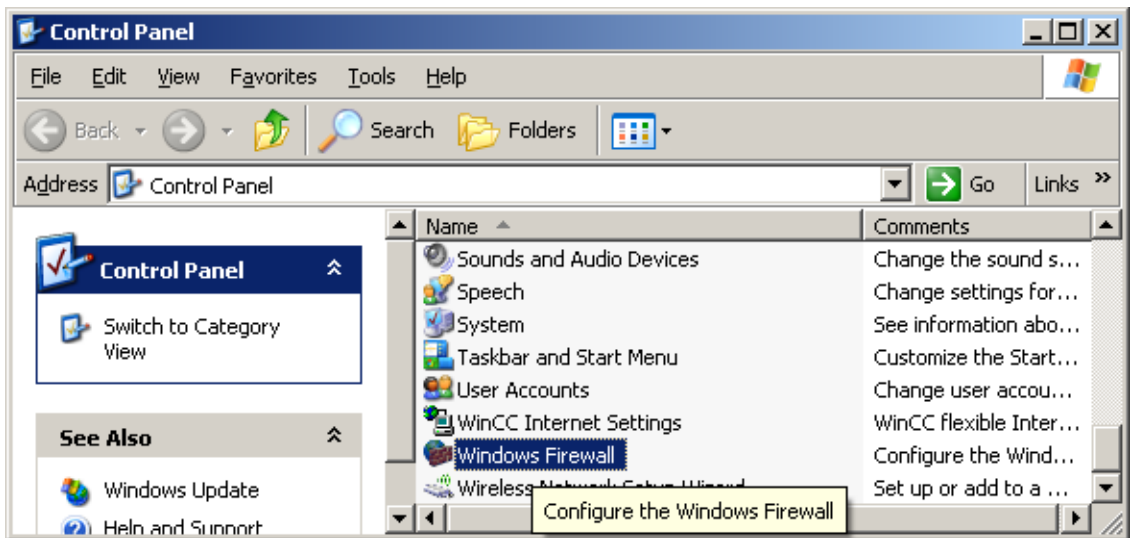 Control Panel
File Edit View Favorites Tools Help
Back Search Folders
Address Control Panel Go Links »
Control Panel
Switch to Category
View
See Also
Windows Update
Help and Support
Name Comments
Sounds and Audio Devices Change the sound s...
Speech Change settings for...
System See information abo...
Taskbar and Start Menu Customize the Start...
User Accounts Change user accou...
WinCC Internet Settings WinCC flexible Inter...
Windows Firewall Configure the Wind...
Wireless Network Setup Wizard Set up or add to a ...
Configure the Windows Firewall